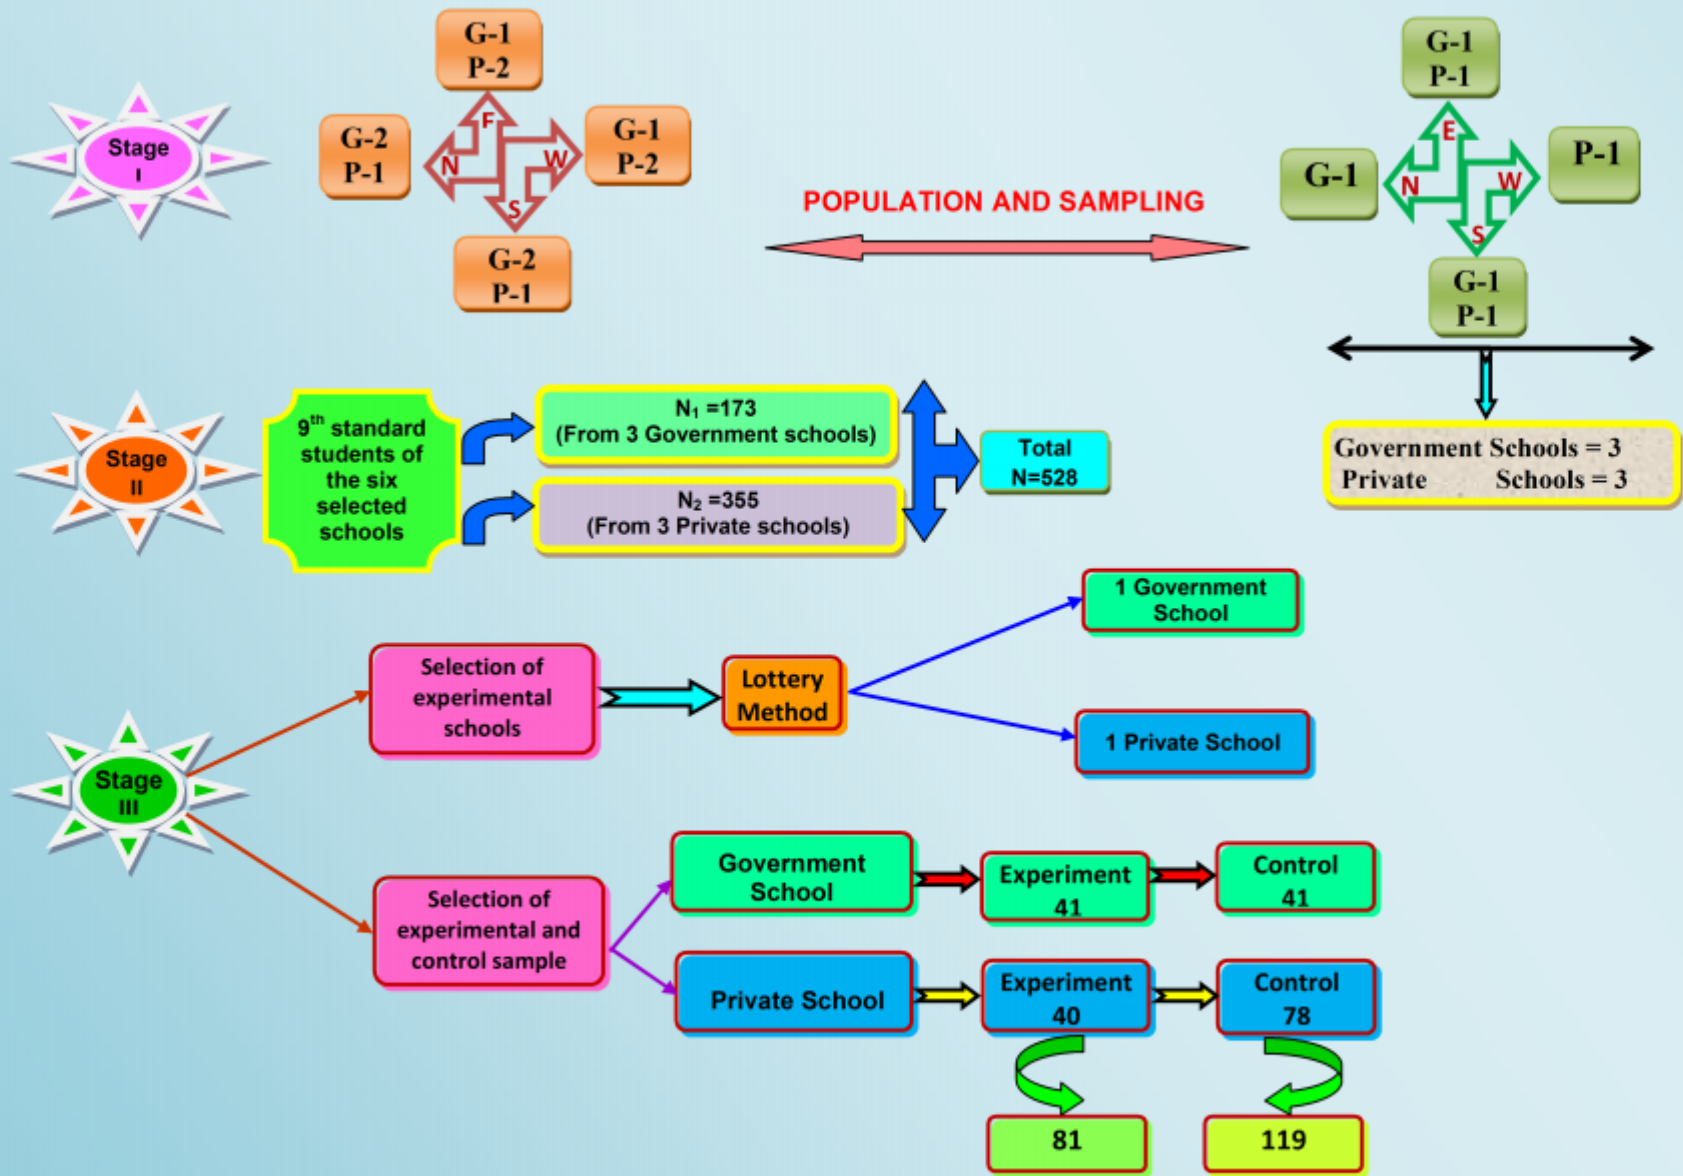 Stage
I
G-1
P-2
G-2
P-1
F
N
W
S
G-1
P-2
G-2
P-1
POPULATION AND SAMPLING
G-1
P-1
G-1
E
N
W
S
P-1
G-1
P-1
Government Schools = 3
Private Schools = 3
Stage
II
9th standard
students of
the six
selected
schools
N₁ =173
(From 3 Government schools)
N₂ =355
(From 3 Private schools)
Total
N=528
Stage
III
Selection of
experimental
schools
Lottery
Method
1 Government
School
1 Private School
Selection of
experimental and
control sample
Government
School
Experiment
41
Control
41
Private School
Experiment
40
Control
78
81
119